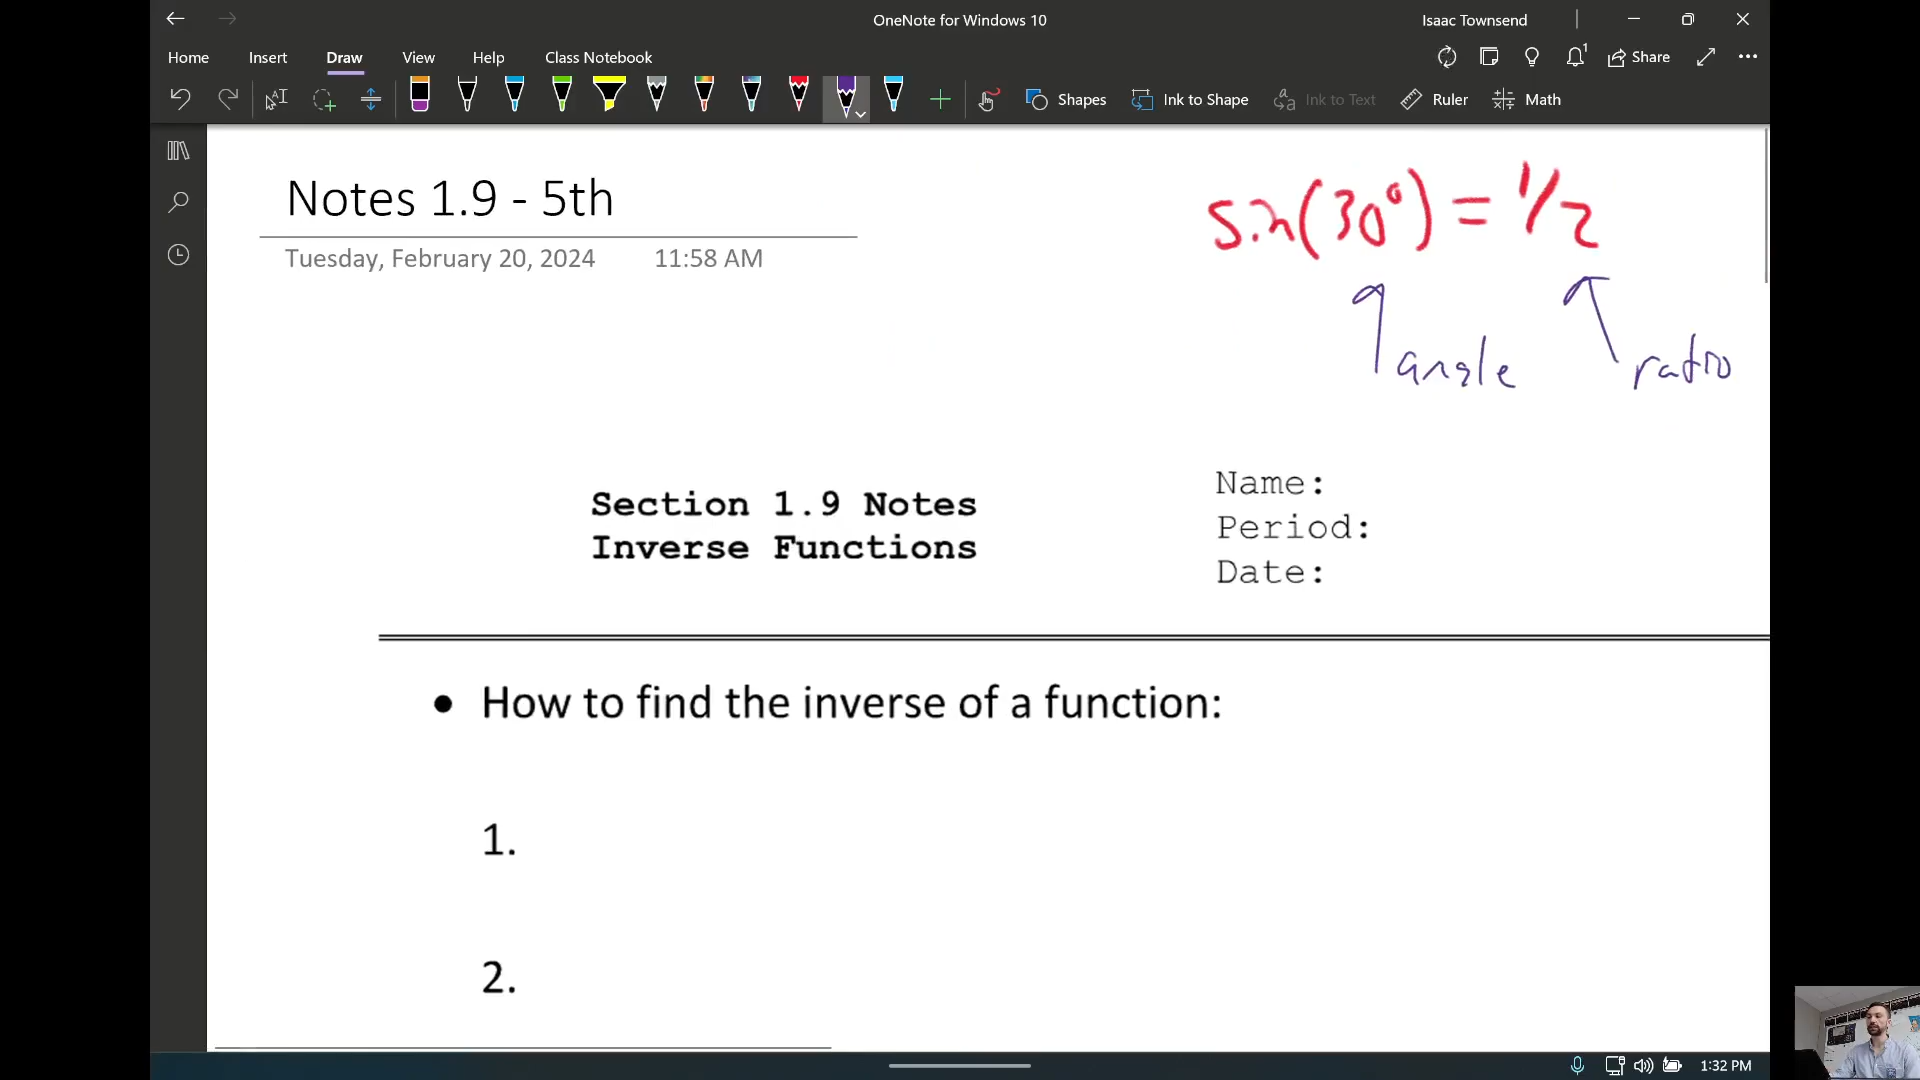 OneNote for Windows 10
Isaac Townsend
Home Insert Draw View Help Class Notebook
1 Share
Shapes Ink to Shape Ink to Text Ruler Math
Notes 1.9 - 5th
Tuesday, February 20, 2024 11:58 AM
sin(30°) = 1/2
angle ratio
Section 1.9 Notes
Inverse Functions
Name:
Period:
Date:
• How to find the inverse of a function:
1.
2.
1:32 PM